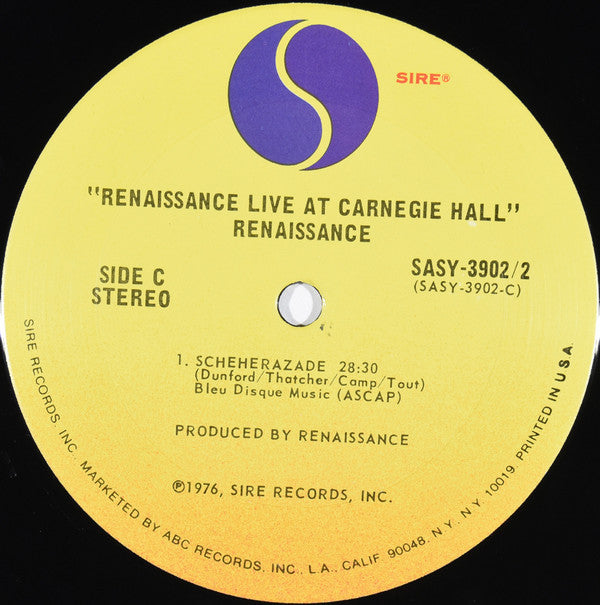 SIRE®
"RENAISSANCE LIVE AT CARNEGIE HALL"
RENAISSANCE
SIDE C
STEREO
SASY-3902/2
(SASY-3902-C)
1. SCHEHERAZADE 28:30
(Dunford/Thatcher/Camp/Tout)
Bleu Disque Music (ASCAP)
PRODUCED BY RENAISSANCE
℗1976, SIRE RECORDS, INC.
SIRE RECORDS, INC. MARKETED BY ABC RECORDS, INC., L.A., CALIF. 90048, N.Y., N.Y. 10019. PRINTED IN U.S.A.